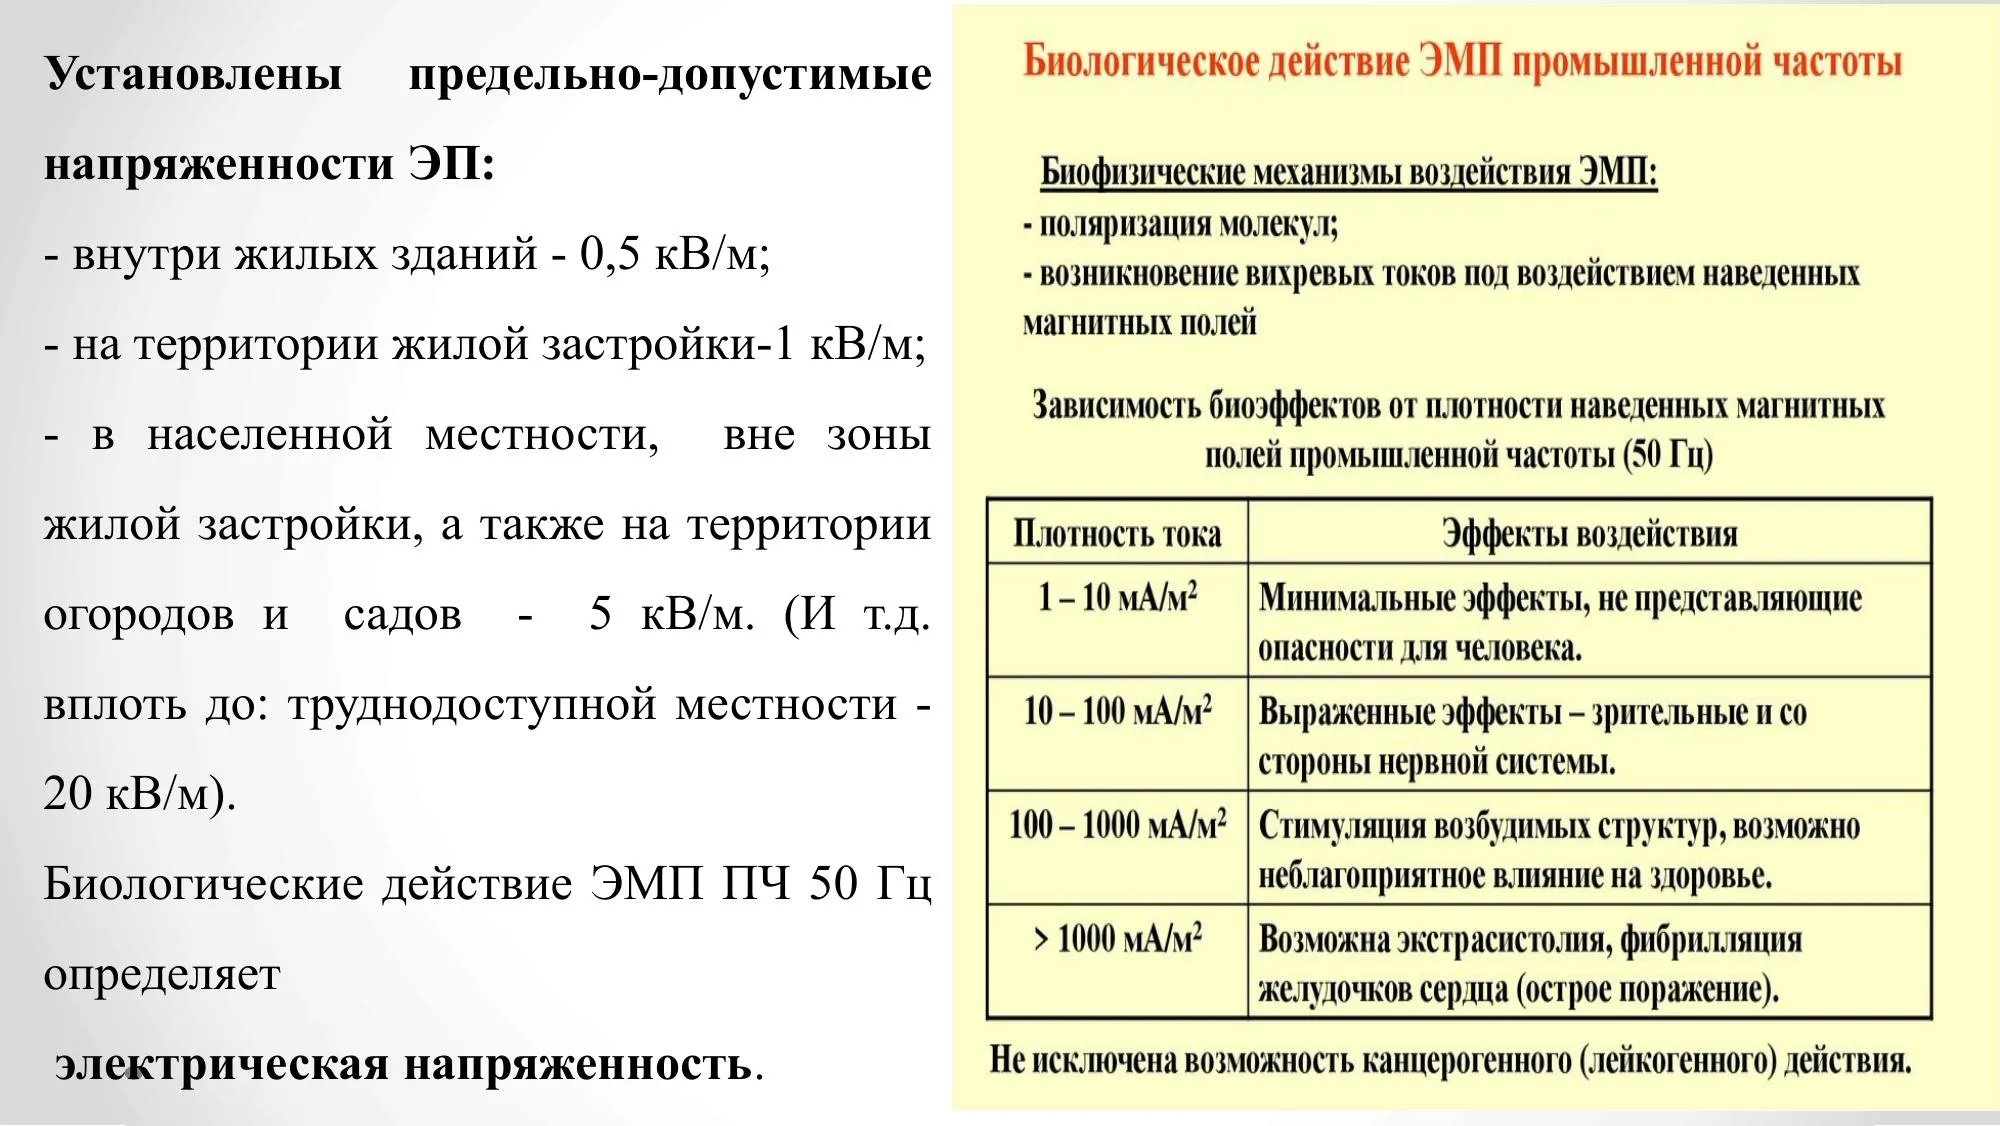 Установлены предельно-допустимые
напряженности ЭП:
- внутри жилых зданий - 0,5 кВ/м;
- на территории жилой застройки-1 кВ/м;
- в населенной местности, вне зоны
жилой застройки, а также на территории
огородов и садов - 5 кВ/м. (И т.д.
вплоть до: труднодоступной местности -
20 кВ/м).
Биологические действие ЭМП ПЧ 50 Гц
определяет
электрическая напряженность.
Биологическое действие ЭМП промышленной частоты
Биофизические механизмы воздействия ЭМП:
- поляризация молекул;
- возникновение вихревых токов под воздействием наведенных
магнитных полей
Зависимость биоэффектов от плотности наведенных магнитных
полей промышленной частоты (50 Гц)
Плотность тока Эффекты воздействия
1 – 10 мА/м² Минимальные эффекты, не представляющие
опасности для человека.
10 – 100 мА/м² Выраженные эффекты – зрительные и со
стороны нервной системы.
100 – 1000 мА/м² Стимуляция возбудимых структур, возможно
неблагоприятное влияние на здоровье.
> 1000 мА/м² Возможна экстрасистолия, фибрилляция
желудочков сердца (острое поражение).
Не исключена возможность канцерогенного (лейкогенного) действия.